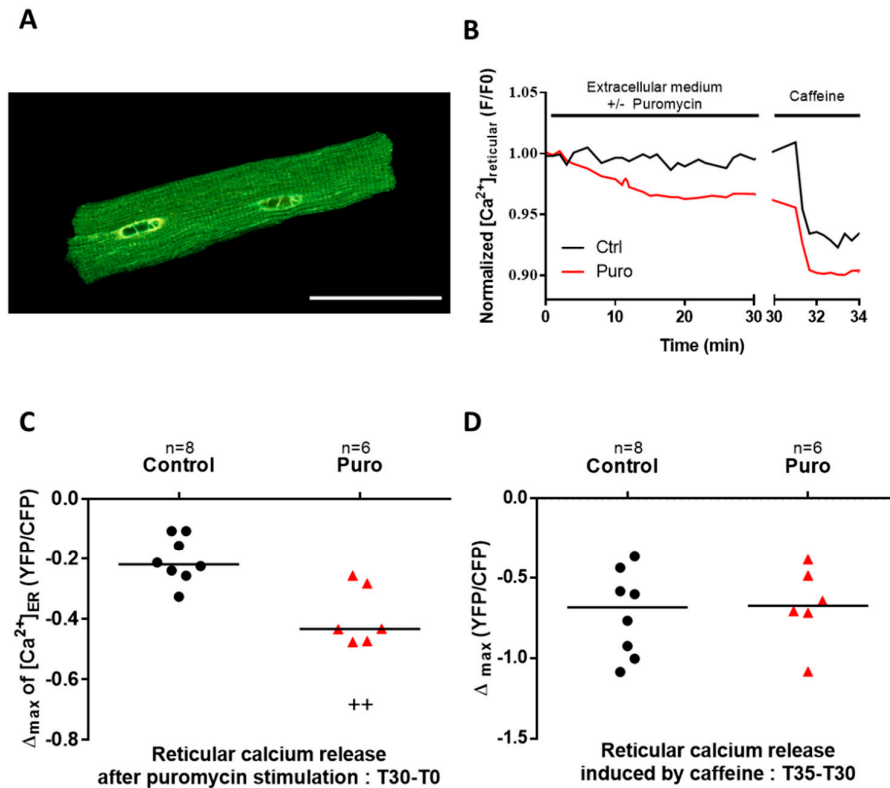 A
B
Normalized [Ca²⁺]reticular (F/F0)
1.05
1.00
0.95
0.90
Extracellular medium
+/- Puromycin
Caffeine
Ctrl
Puro
0 10 20 30 30 32 34
Time (min)
C
n=8 n=6
Control Puro
Δmax of [Ca²⁺]ER (YFP/CFP)
0.0
-0.2
-0.4
-0.6
-0.8
++
Reticular calcium release
after puromycin stimulation : T30-T0
D
n=8 n=6
Control Puro
Δ max (YFP/CFP)
0.0
-0.5
-1.0
-1.5
Reticular calcium release
induced by caffeine : T35-T30